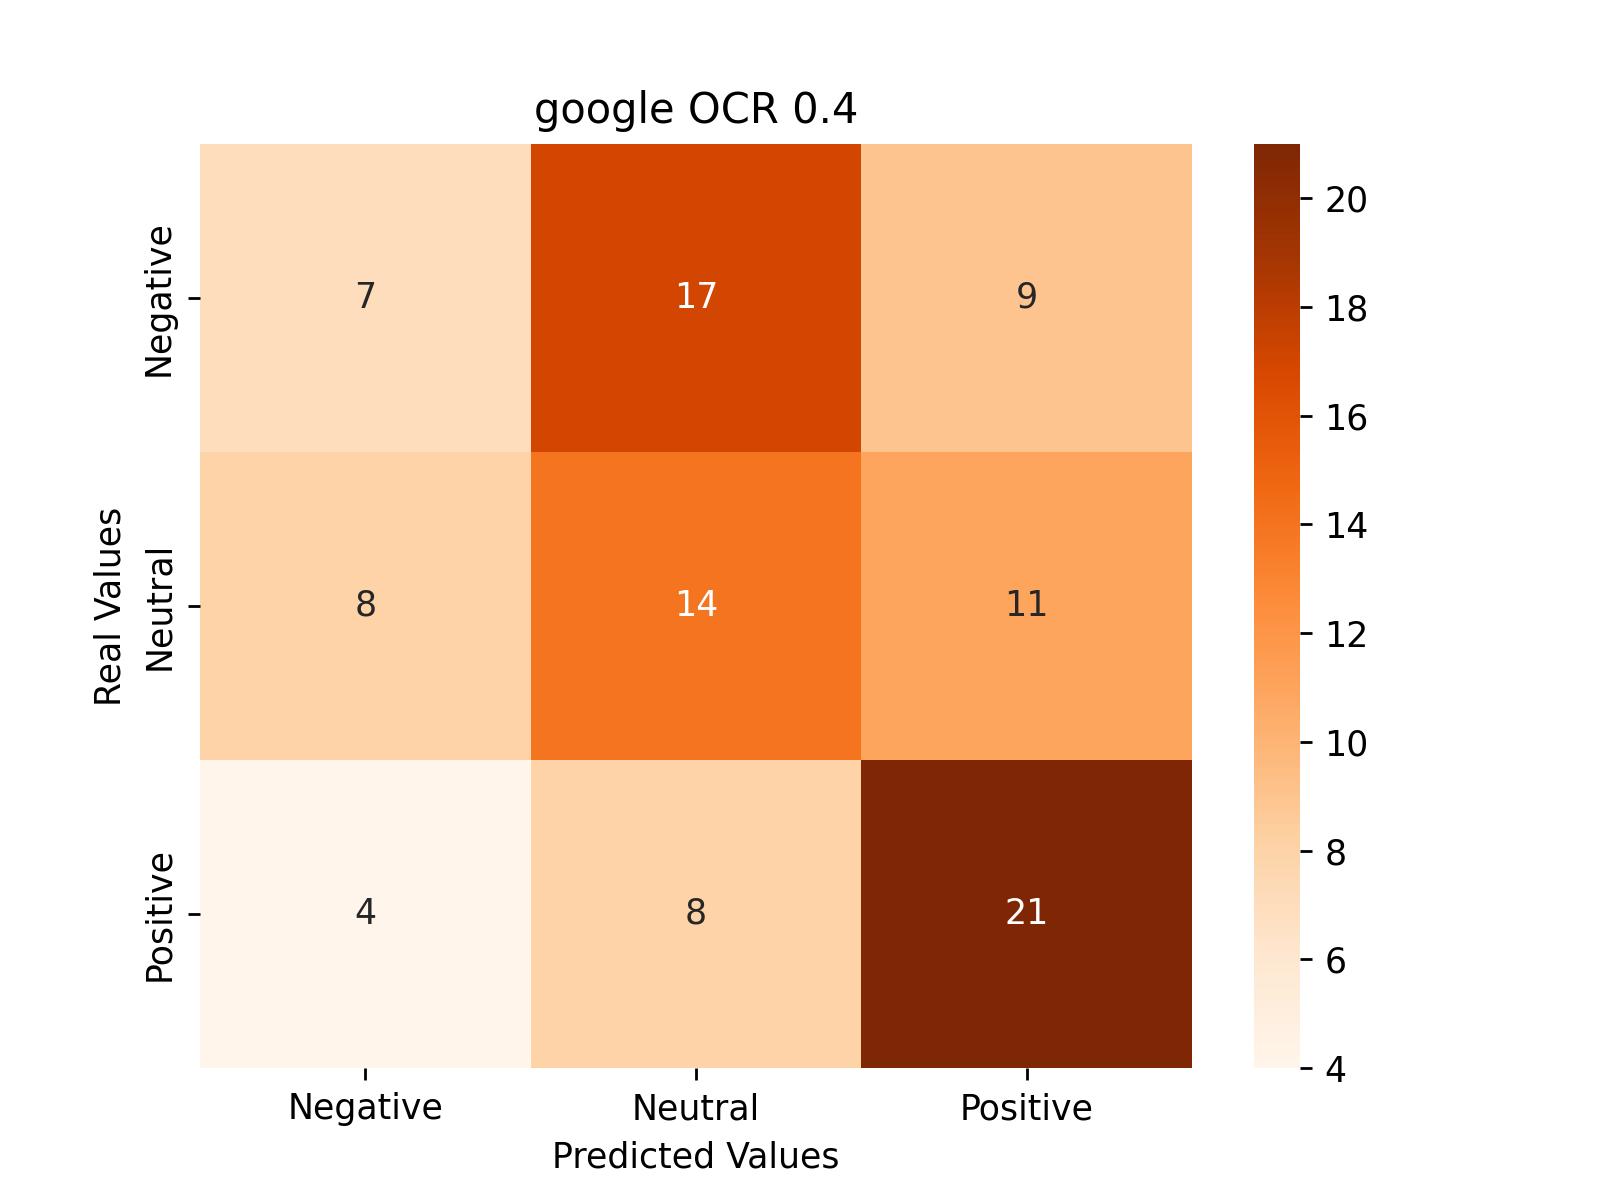 google OCR 0.4
Real Values
Negative
7 17 9
Neutral
8 14 11
Positive
4 8 21
Negative Neutral Positive
Predicted Values
20
18
16
14
12
10
8
6
4